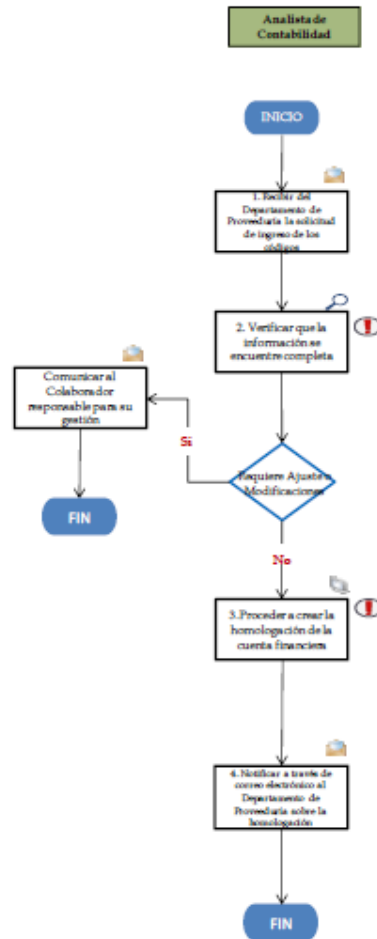 Analista de
Contabilidad
INICIO
1. Recibir del
Departamento de
Proveeduría la solicitud
de ingreso de los
códigos
2. Verificar que la
información se
encuentre completa
Comunicar al
Colaborador
responsable para su
gestión
Si
FIN
Requiere Ajuste o
Modificaciones
No
3. Proceder a crear la
homologación de la
cuenta financiera
4. Notificar a través de
correo electrónico al
Departamento de
Proveeduría sobre la
homologación
FIN